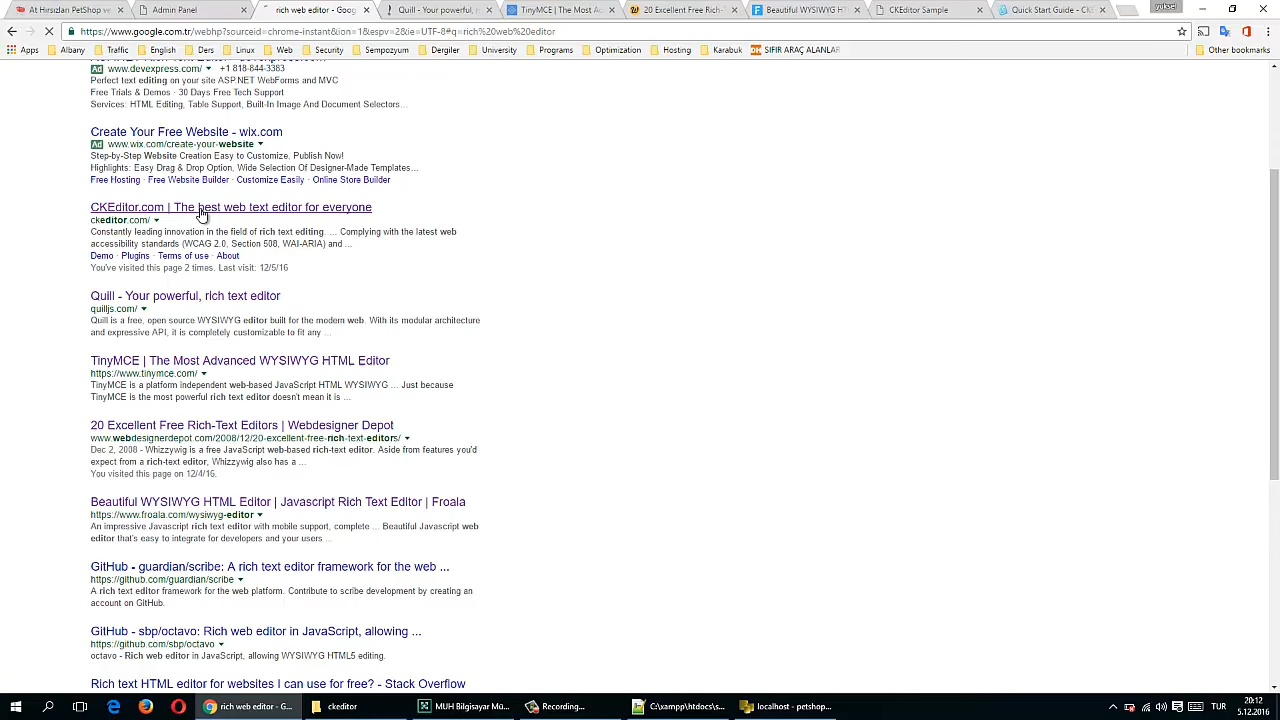 At Hırsızları PetShop ve
Admin Panel
rich web editor - Goog
Quill - Your powerful, ri
TinyMCE | The Most Ad
20 Excellent Free Rich-T
Beautiful WYSIWYG HT
CKEditor Sample
Quick Start Guide - CKE
https://www.google.com.tr/webhp?sourceid=chrome-instant&ion=1&espv=2&ie=UTF-8#q=rich%20web%20editor
Apps Albany Traffic English Ders Linux Web Security Sempozyum Designer University Programs Optimization Hosting Karabuk SIFIR ARAÇ ALANLAR Other bookmarks
Ad www.devexpress.com/ +1 818-844-3383
Perfect text editing on your site ASP.NET WebForms and MVC
Free Trials & Demos · 30 Days Free Tech Support
Services: HTML Editing, Table Support, Built-In Image And Document Selectors…
Create Your Free Website - wix.com
Ad www.wix.com/create-your-website
Step-by-Step Website Creation Easy to Customize, Publish Now!
Highlights: Easy Drag & Drop Option, Wide Selection Of Designer-Made Templates…
Free Hosting · Free Website Builder · Customize Easily · Online Store Builder
CKEditor.com | The best web text editor for everyone
ckeditor.com/
Constantly leading innovation in the field of rich text editing. ... Complying with the latest web
accessibility standards (WCAG 2.0, Section 508, WAI-ARIA) and ...
Demo · Plugins · Terms of use · About
You've visited this page 2 times. Last visit: 12/5/16
Quill - Your powerful, rich text editor
quilljs.com/
Quill is a free, open source WYSIWYG editor built for the modern web. With its modular architecture
and expressive API, it is completely customizable to fit any ...
TinyMCE | The Most Advanced WYSIWYG HTML Editor
https://www.tinymce.com/
TinyMCE is a platform independent web-based JavaScript HTML WYSIWYG ... Just because
TinyMCE is the most powerful rich text editor doesn't mean it is ...
20 Excellent Free Rich-Text Editors | Webdesigner Depot
www.webdesignerdepot.com/2008/12/20-excellent-free-rich-text-editors/
Dec 2, 2008 - Whizzywig is a free JavaScript web-based rich-text editor. Aside from features you'd
expect from a rich-text editor, Whizzywig also has a ...
You visited this page on 12/4/16.
Beautiful WYSIWYG HTML Editor | Javascript Rich Text Editor | Froala
https://www.froala.com/wysiwyg-editor
An impressive Javascript rich text editor with mobile support, complete ... Beautiful Javascript web
editor that's easy to integrate for developers and your users ...
GitHub - guardian/scribe: A rich text editor framework for the web ...
https://github.com/guardian/scribe
A rich text editor framework for the web platform. Contribute to scribe development by creating an
account on GitHub.
GitHub - sbp/octavo: Rich web editor in JavaScript, allowing ...
https://github.com/sbp/octavo
octavo - Rich web editor in JavaScript, allowing WYSIWYG HTML5 editing.
Rich text HTML editor for websites I can use for free? - Stack Overflow
rich web editor - G...
ckeditor
MUH Bilgisayar Mü...
Recording...
C:\xampp\htdocs\s...
localhost - petshop...
TUR
20:12
5.12.2016